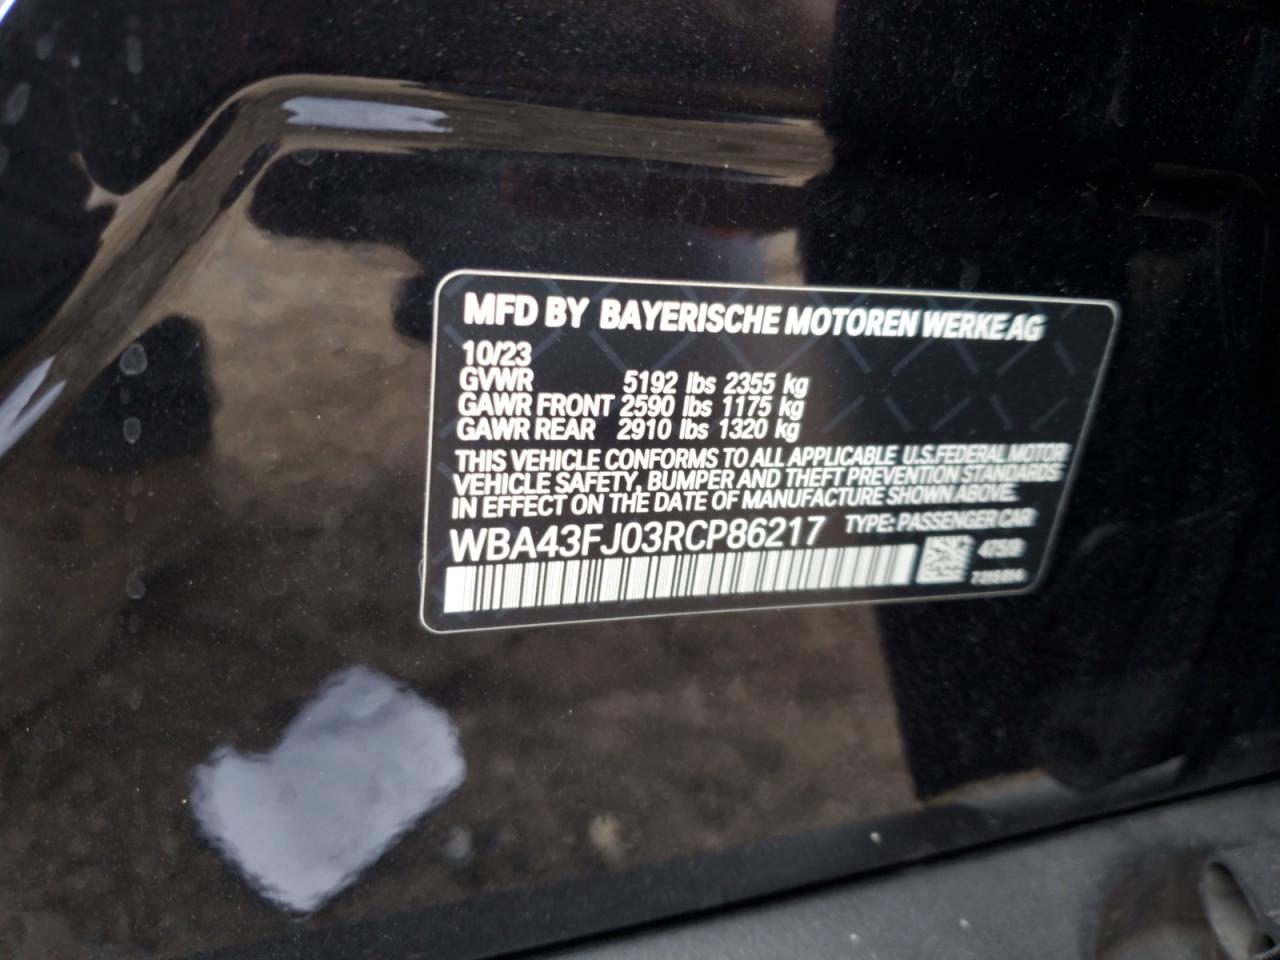 MFD BY BAYERISCHE MOTOREN WERKE AG
10/23
GVWR 5192 lbs 2355 kg
GAWR FRONT 2590 lbs 1175 kg
GAWR REAR 2910 lbs 1320 kg
THIS VEHICLE CONFORMS TO ALL APPLICABLE U.S.FEDERAL MOTOR
VEHICLE SAFETY, BUMPER AND THEFT PREVENTION STANDARDS
IN EFFECT ON THE DATE OF MANUFACTURE SHOWN ABOVE.
WBA43FJ03RCP86217 TYPE: PASSENGER CAR